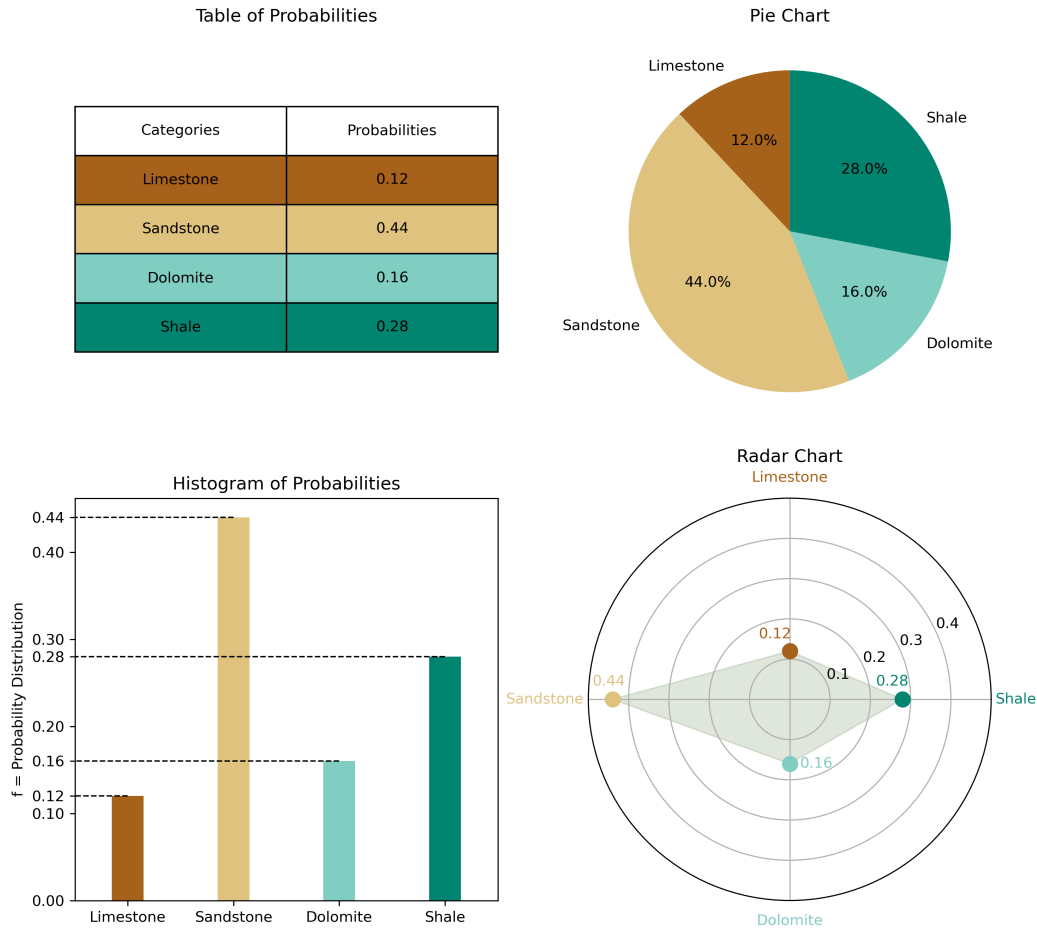 Table of Probabilities
Categories Probabilities
Limestone 0.12
Sandstone 0.44
Dolomite 0.16
Shale 0.28
Pie Chart
Limestone
Shale
12.0%
28.0%
44.0%
16.0%
Sandstone
Dolomite
Histogram of Probabilities
f = Probability Distribution
0.44
0.40
0.30
0.28
0.20
0.16
0.12
0.10
0.00
Limestone Sandstone Dolomite Shale
Radar Chart
Limestone
0.4
0.12
0.3
0.2
0.1
0.44
0.28
Sandstone
Shale
0.16
Dolomite